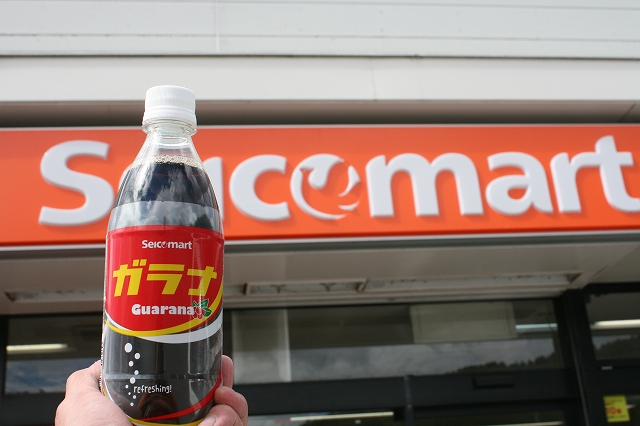 Seicomart
Seicomart
ガラナ
Guarana
refreshing!